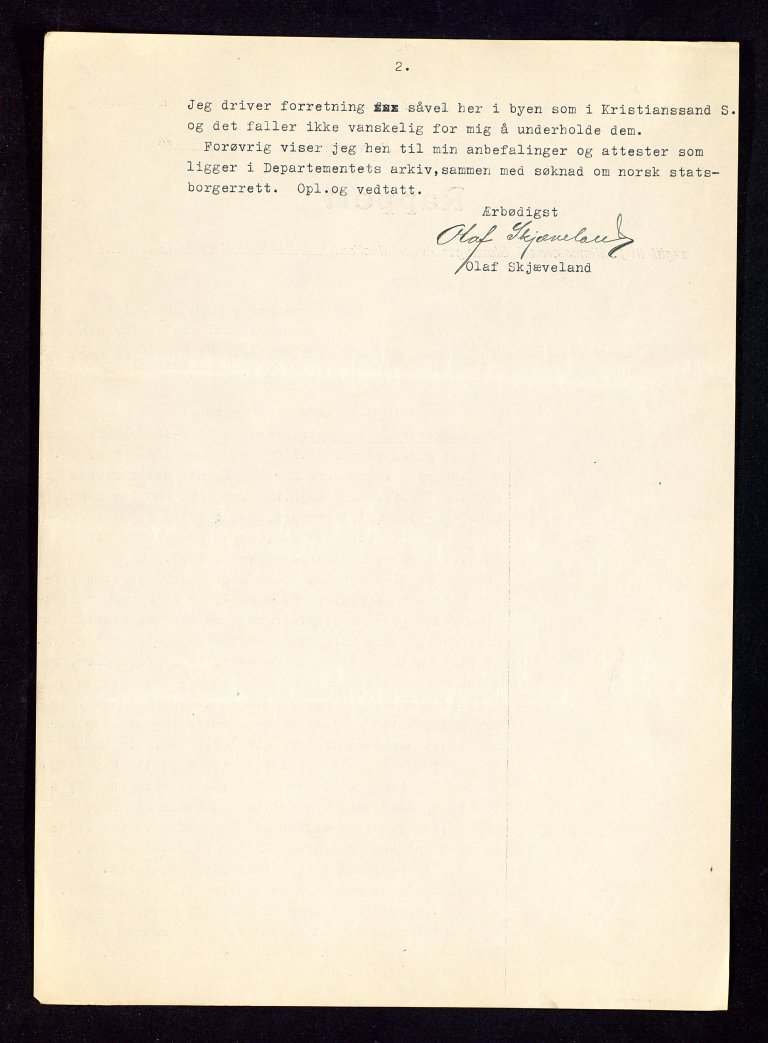 2.
Jeg driver forretning såvel her i byen som i Kristianssand S.
og det faller ikke vanskelig for mig å underholde dem.
Forøvrig viser jeg hen til min anbefalinger og attester som
ligger i Departementets arkiv,sammen med søknad om norsk stats-
borgerrett. Opl.og vedtatt.
Ærbødigst
Olaf Skjæveland
Olaf Skjæveland